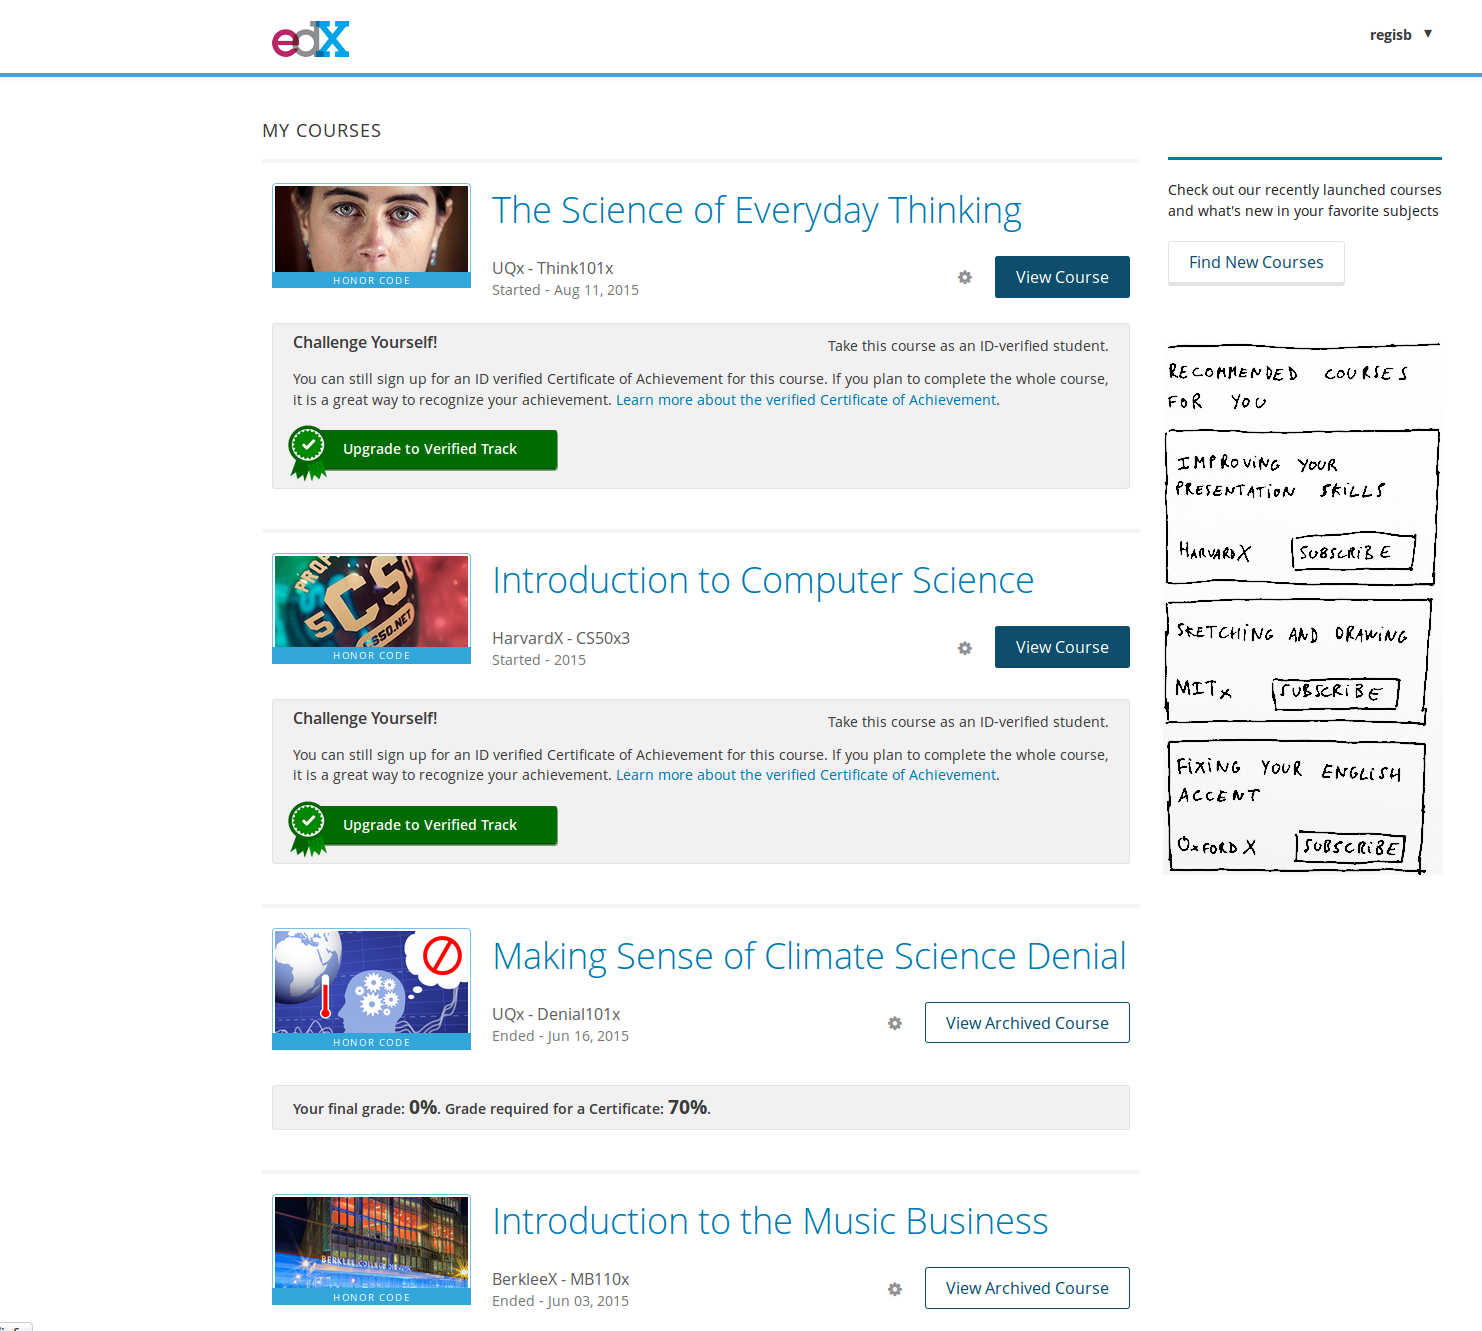 edX
regisb ▼
MY COURSES
The Science of Everyday Thinking
HONOR CODE
UQx - Think101x
Started - Aug 11, 2015
View Course
Challenge Yourself!
Take this course as an ID-verified student.
You can still sign up for an ID verified Certificate of Achievement for this course. If you plan to complete the whole course,
it is a great way to recognize your achievement. Learn more about the verified Certificate of Achievement.
Upgrade to Verified Track
CS
CS50.NET
HONOR CODE
Introduction to Computer Science
HarvardX - CS50x3
Started - 2015
View Course
Challenge Yourself!
Take this course as an ID-verified student.
You can still sign up for an ID verified Certificate of Achievement for this course. If you plan to complete the whole course,
it is a great way to recognize your achievement. Learn more about the verified Certificate of Achievement.
Upgrade to Verified Track
HONOR CODE
Making Sense of Climate Science Denial
UQx - Denial101x
Ended - Jun 16, 2015
View Archived Course
Your final grade: 0%. Grade required for a Certificate: 70%.
BERKLEE COLLEGE OF MUSIC
HONOR CODE
Introduction to the Music Business
BerkleeX - MB110x
Ended - Jun 03, 2015
View Archived Course
Check out our recently launched courses
and what's new in your favorite subjects
Find New Courses
RECOMMENDED COURSES
FOR YOU
IMPROVING YOUR
PRESENTATION SKILLS
HARVARDX
SUBSCRIBE
SKETCHING AND DRAWING
MITx
SUBSCRIBE
FIXING YOUR ENGLISH
ACCENT
OxFORDX
SUBSCRIBE